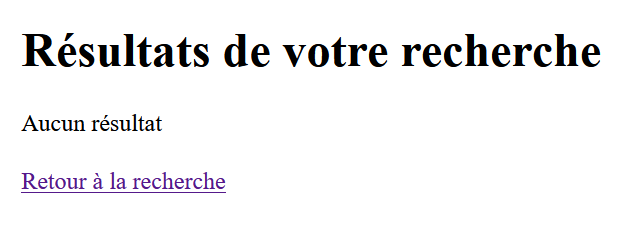 Résultats de votre recherche
Aucun résultat
Retour à la recherche